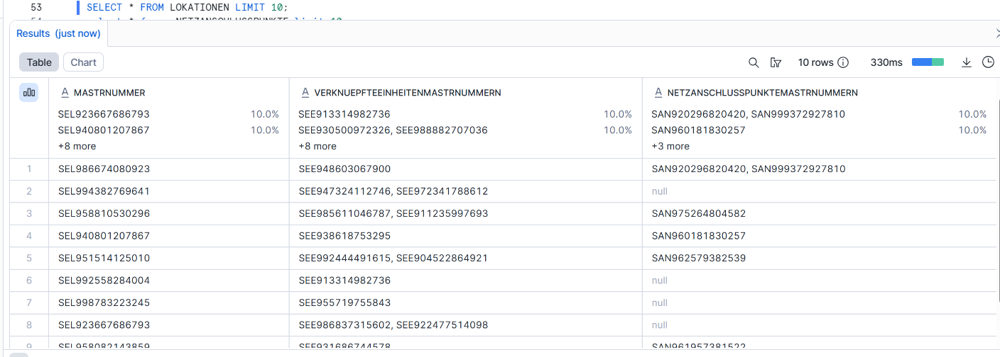 53 SELECT * FROM LOKATIONEN LIMIT 10;
Results (just now)
Table Chart 10 rows 330ms
A MASTRNUMMER A VERKNUEPFTEEINHEITENMASTRNUMMERN A NETZANSCHLUSSPUNKTEMASTRNUMMERN
SEL923667686793 10.0% SEE913314982736 10.0% SAN920296820420, SAN999372927810 10.0%
SEL940801207867 10.0% SEE930500972326, SEE988882707036 10.0% SAN960181830257 10.0%
+8 more +8 more +3 more
1 SEL986674080923 SEE948603067900 SAN920296820420, SAN999372927810
2 SEL994382769641 SEE947324112746, SEE972341788612 null
3 SEL958810530296 SEE985611046787, SEE911235997693 SAN975264804582
4 SEL940801207867 SEE938618753295 SAN960181830257
5 SEL951514125010 SEE992444491615, SEE904522864921 SAN962579382539
6 SEL992558284004 SEE913314982736 null
7 SEL998783223245 SEE955719755843 null
8 SEL923667686793 SEE986837315602, SEE922477514098 null
9 SEL958082143859 SEE931686744578 SAN961957381522